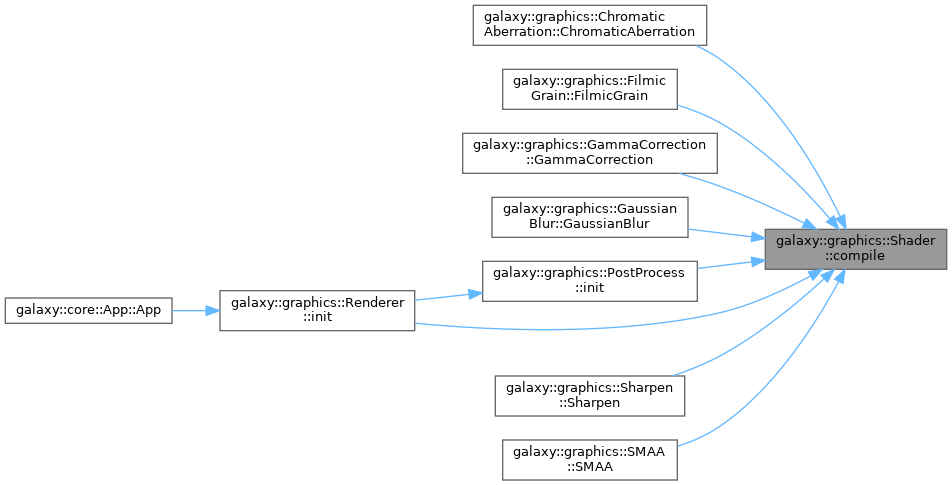 galaxy::graphics::Chromatic
Aberration::ChromaticAberration
galaxy::graphics::Filmic
Grain::FilmicGrain
galaxy::graphics::GammaCorrection
::GammaCorrection
galaxy::graphics::Gaussian
Blur::GaussianBlur
galaxy::graphics::Shader
::compile
galaxy::graphics::PostProcess
::init
galaxy::graphics::Renderer
::init
galaxy::core::App::App
galaxy::graphics::Sharpen
::Sharpen
galaxy::graphics::SMAA
::SMAA